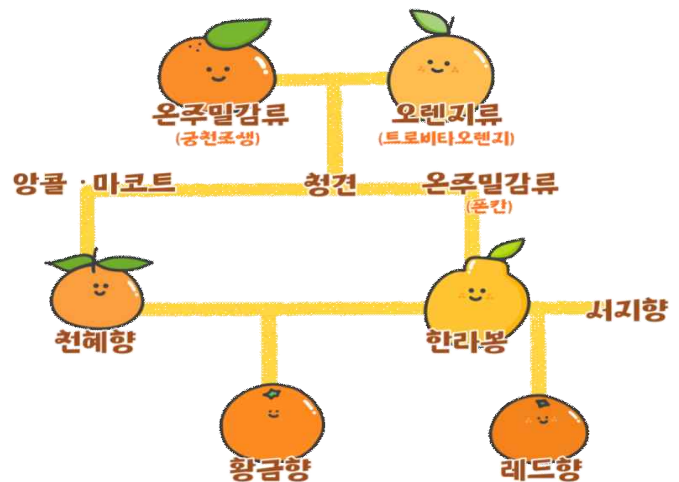 온주밀감류 오렌지류
(궁천조생) (트로비타오렌지)
앙콜·마코트 청견 온주밀감류
(폰칸)
서지향
천혜향 한라봉
황금향 레드향